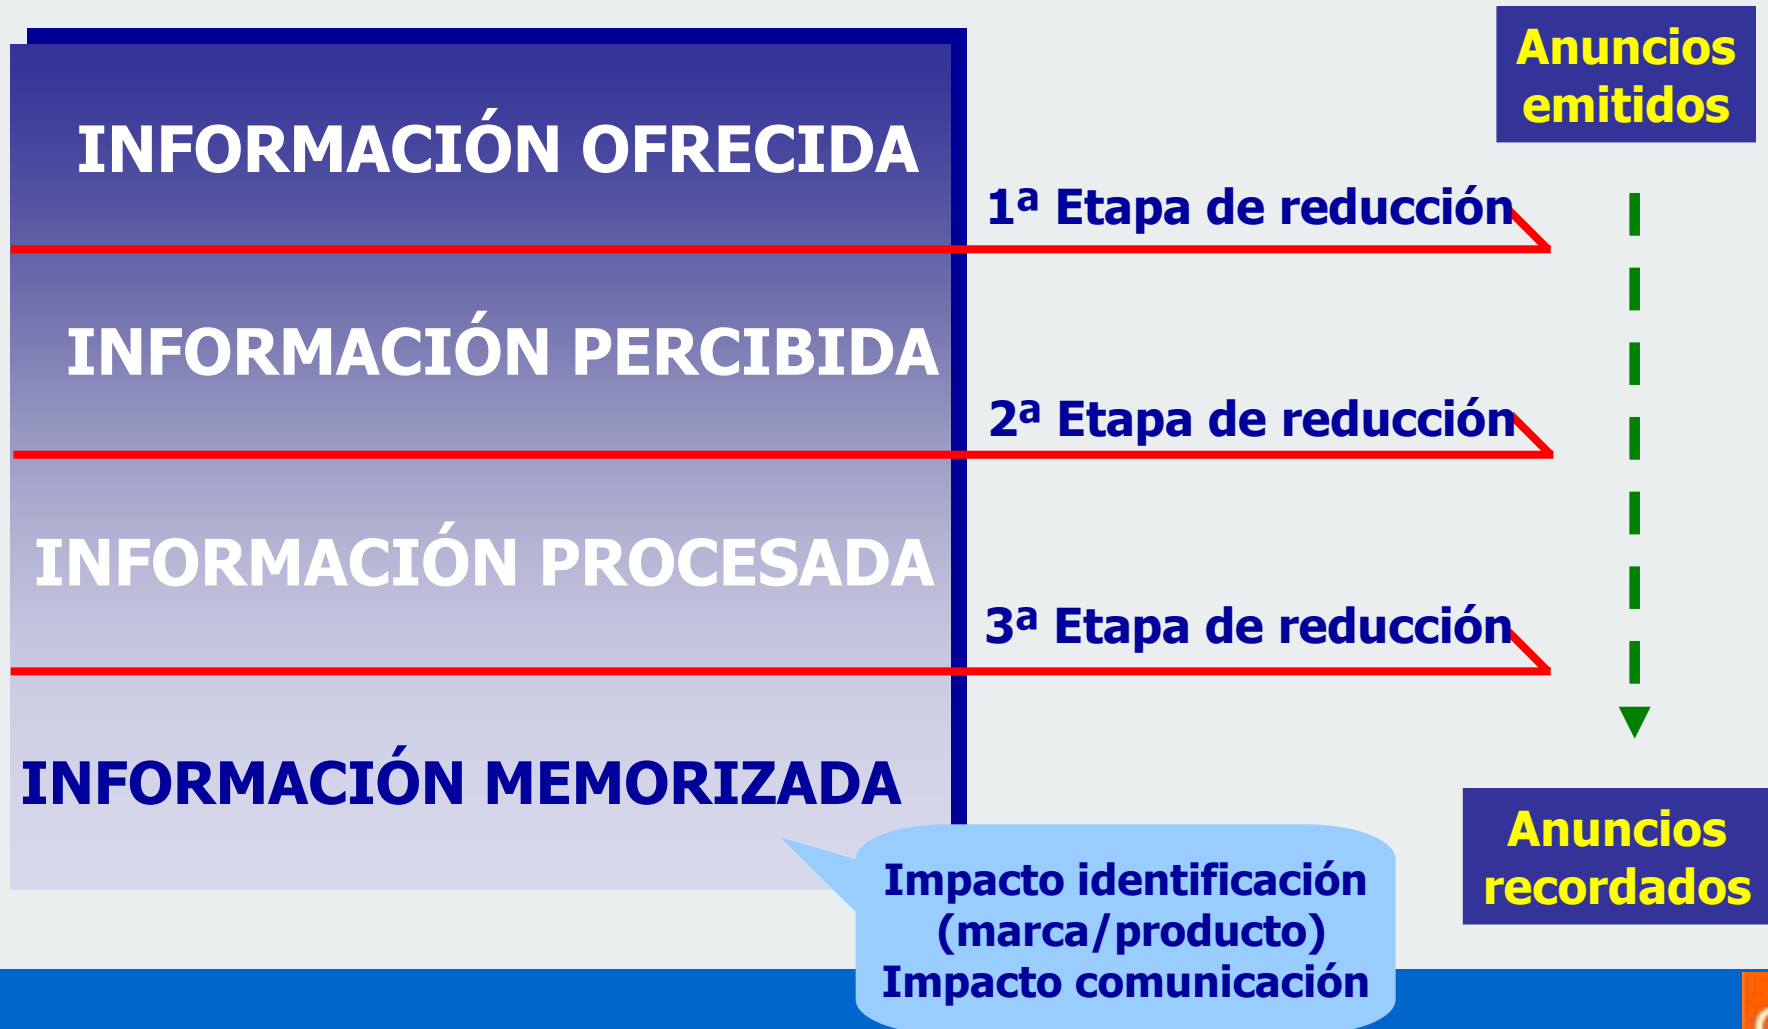 Anuncios
emitidos
INFORMACIÓN OFRECIDA
1ª Etapa de reducción
INFORMACIÓN PERCIBIDA
2ª Etapa de reducción
INFORMACIÓN PROCESADA
3ª Etapa de reducción
INFORMACIÓN MEMORIZADA
Anuncios
recordados
Impacto identificación
(marca/producto)
Impacto comunicación